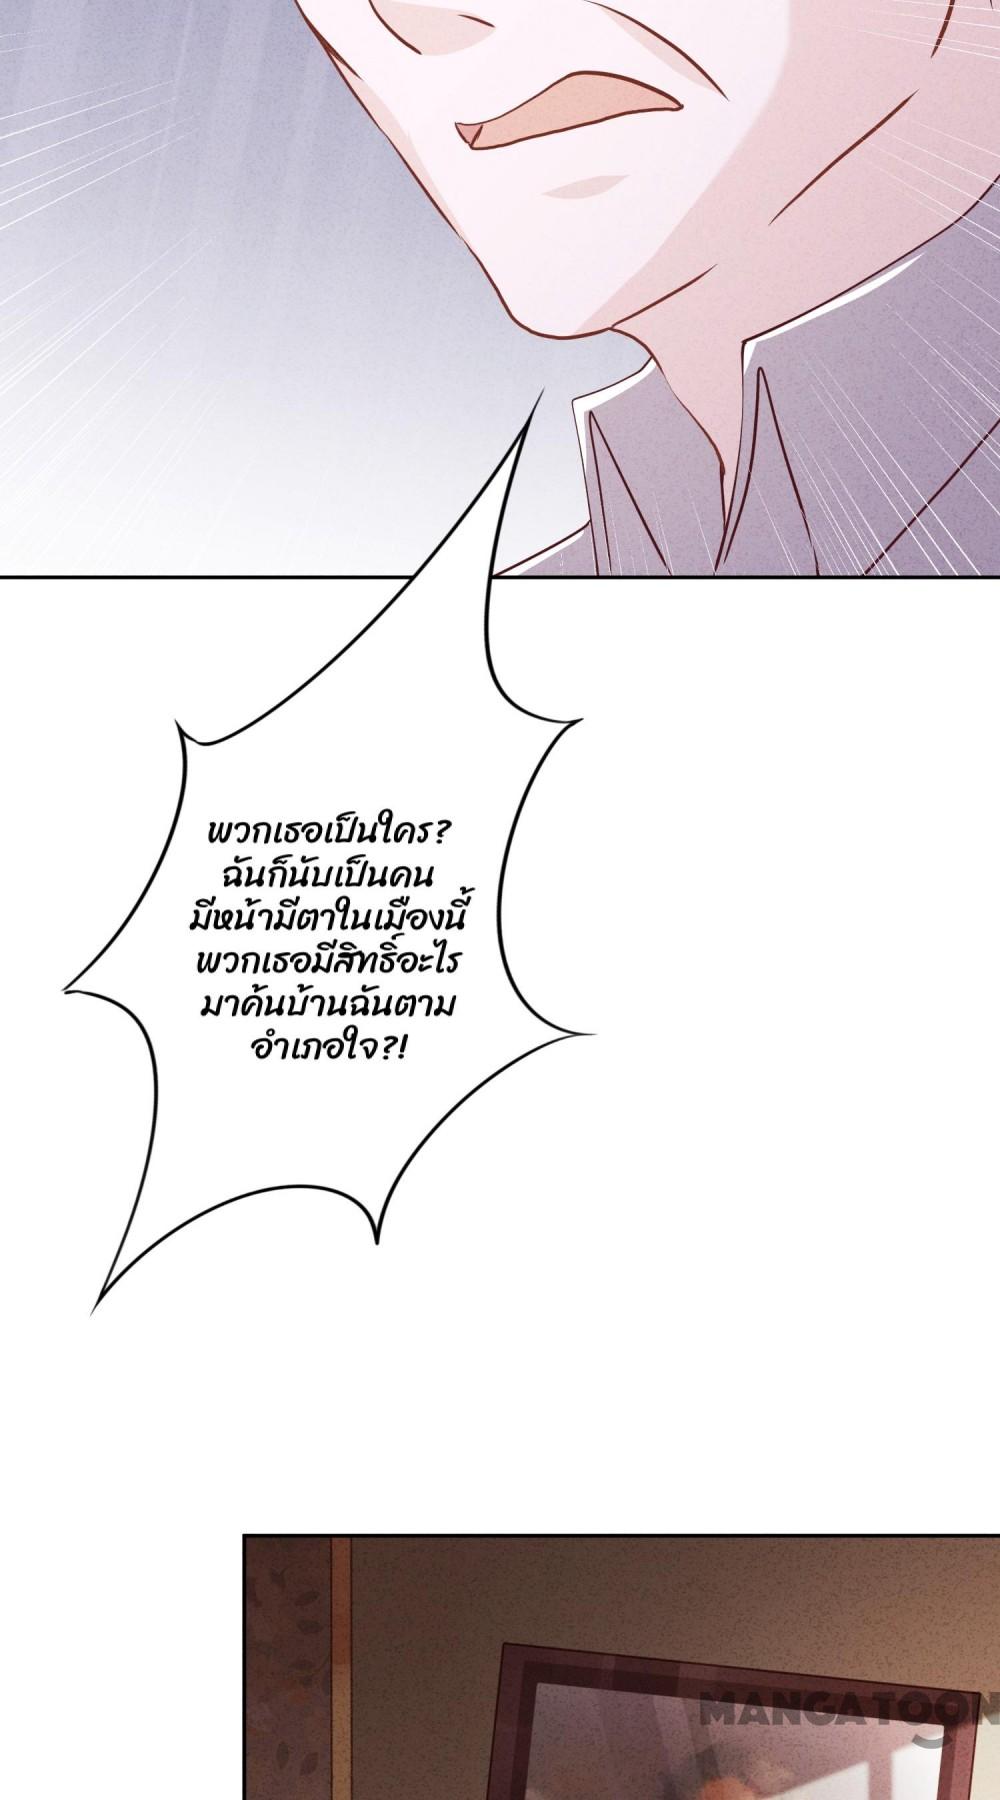 พวกเธอเป็นใคร?
ฉันก็นับเป็นคน
มีหน้ามีตาในเมืองนี้
พวกเธอมีสิทธิ์อะไร
มาค้นบ้านฉันตาม
อำเภอใจ?!
MANGATOON